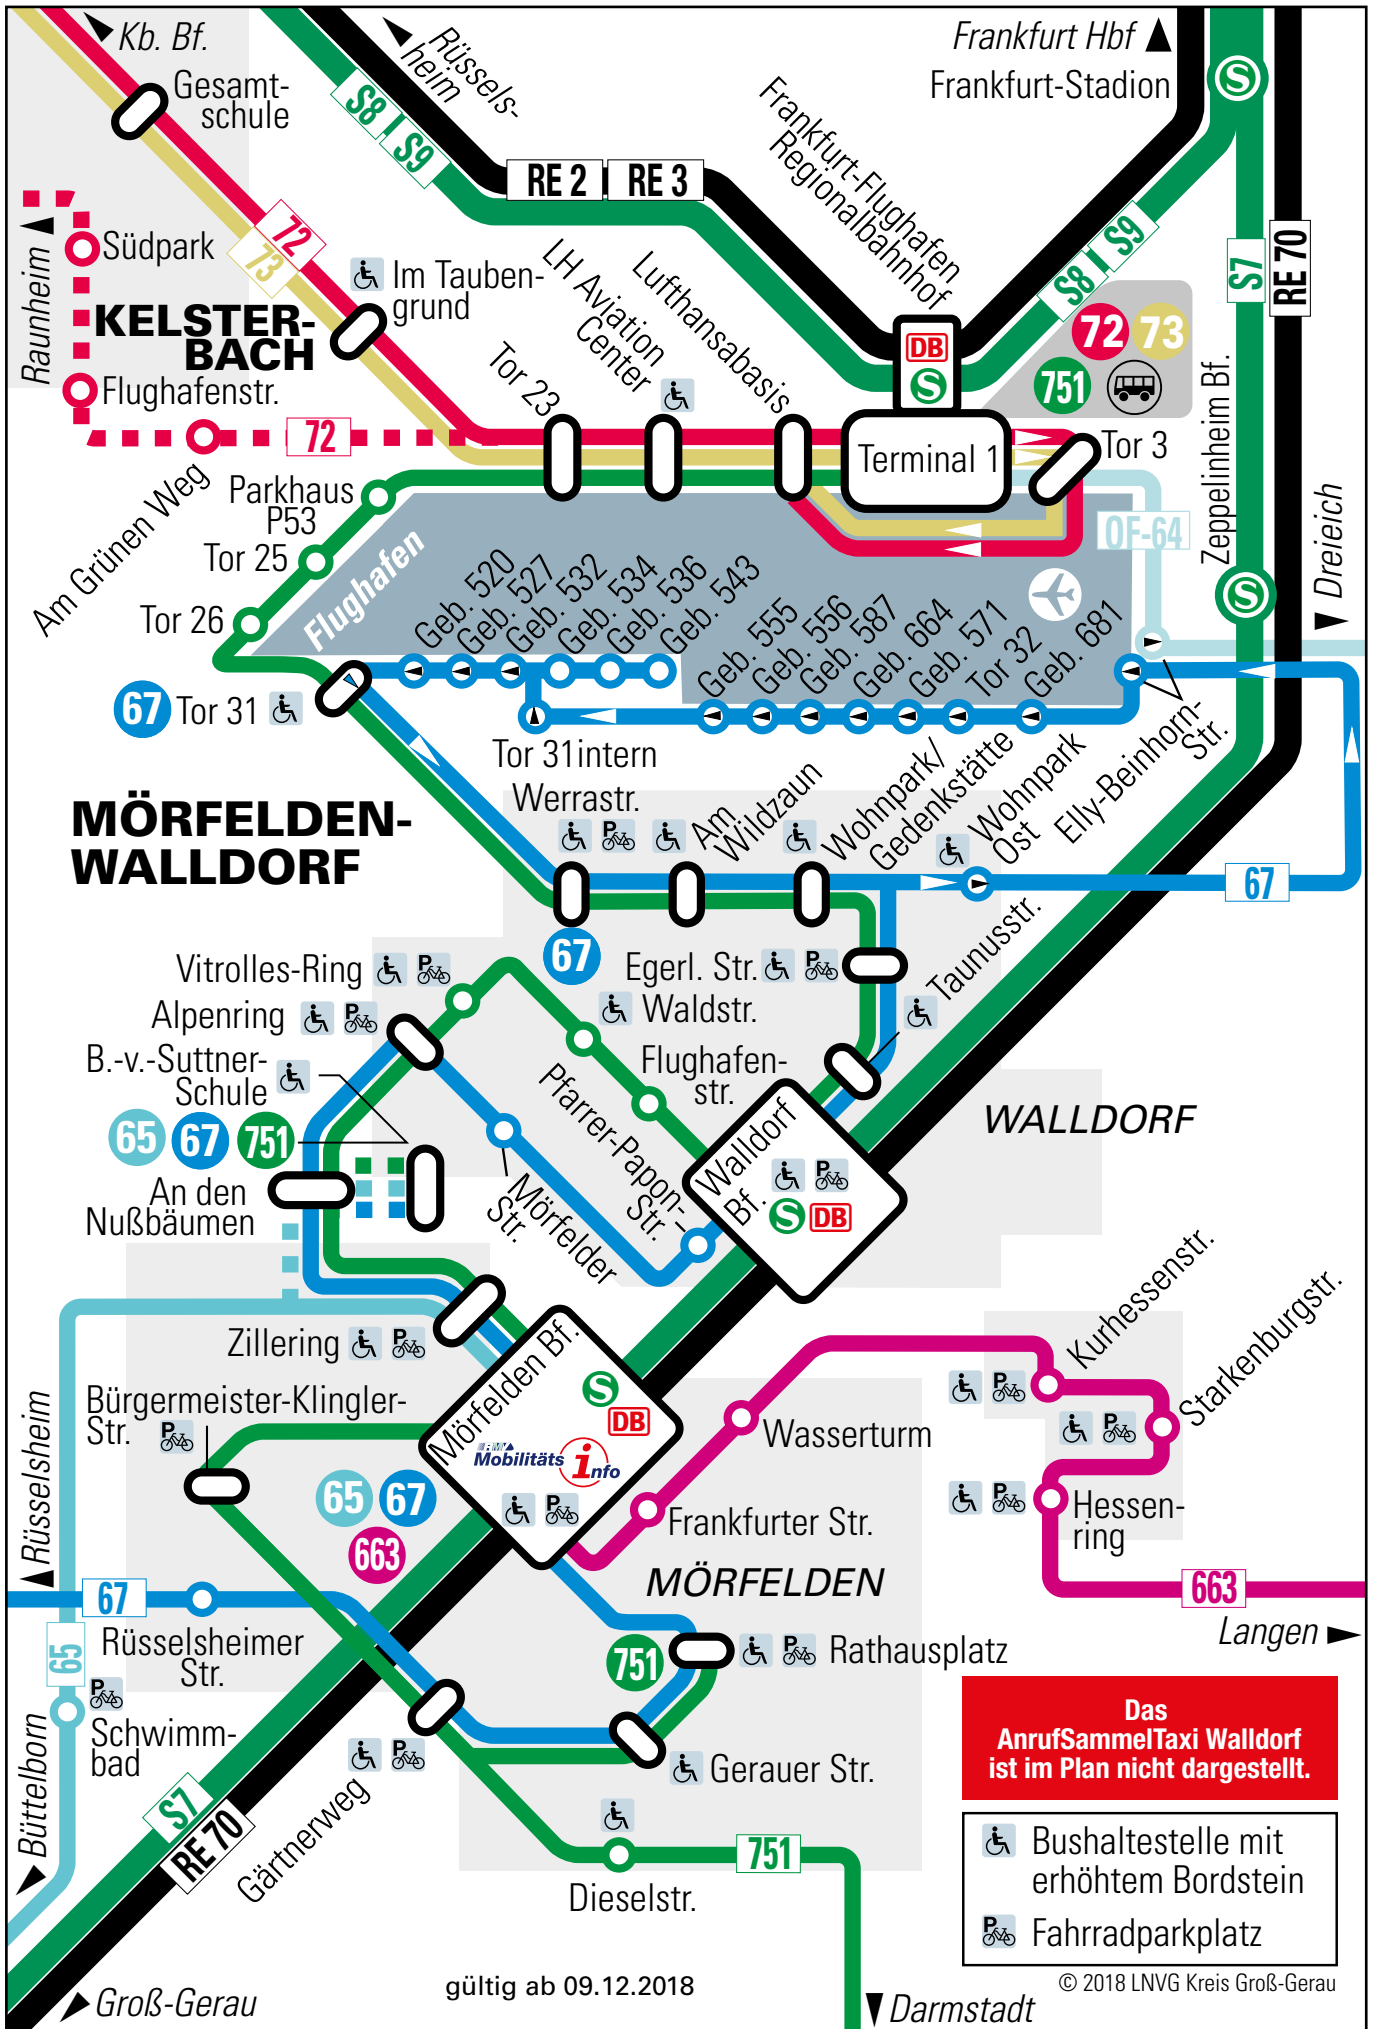 Kb. Bf.
Gesamt-
schule
Rüssels-
heim
Frankfurt Hbf
Frankfurt-Stadion
S
S8
S9
RE 2
RE 3
Frankfurt-Flughafen
Regionalbahnhof
S8
S9
S7
RE 70
Raunheim
Südpark
72
73
Im Tauben-
grund
KELSTER-
BACH
Flughafenstr.
72
Am Grünen Weg
Tor 23
LH Aviation
Center
Lufthansabasis
DB
S
72
73
751
Terminal 1
Tor 3
Zeppelinheim Bf.
S
OF-64
Dreieich
Parkhaus
P53
Tor 25
Tor 26
Flughafen
Geb. 520
Geb. 527
Geb. 532
Geb. 534
Geb. 536
Geb. 543
Geb. 555
Geb. 556
Geb. 587
Geb. 664
Geb. 571
Tor 32
Geb. 681
67
Tor 31
Tor 31intern
Elly-Beinhorn-
Str.
MÖRFELDEN-
WALLDORF
Werrastr.
P
Am
Wildzaun
Wohnpark/
Gedenkstätte
Wohnpark
Ost
67
67
Egerl. Str.
P
Taunusstr.
Vitrolles-Ring
P
Alpenring
P
Waldstr.
Flughafen-
str.
B.-v.-Suttner-
Schule
65
67
751
An den
Nußbäumen
Mörfelder
Str.
Pfarrer-Papon-
Str.
Walldorf
Bf.
P
S
DB
WALLDORF
Zillering
P
Mörfelden Bf.
S
DB
RMV
Mobilitäts
info
P
Bürgermeister-Klingler-
Str.
P
65
67
663
Rüsselsheim
Wasserturm
Frankfurter Str.
Kurhessenstr.
P
Starkenburgstr.
P
Hessen-
ring
P
663
Langen
MÖRFELDEN
67
Rüsselsheimer
Str.
65
P
Schwimm-
bad
Büttelborn
751
Rathausplatz
P
Gerauer Str.
Gärtnerweg
P
S7
RE 70
Dieselstr.
751
Das
AnrufSammelTaxi Walldorf
ist im Plan nicht dargestellt.
Bushaltestelle mit
erhöhtem Bordstein
P
Fahrradparkplatz
© 2018 LNVG Kreis Groß-Gerau
gültig ab 09.12.2018
Groß-Gerau
Darmstadt